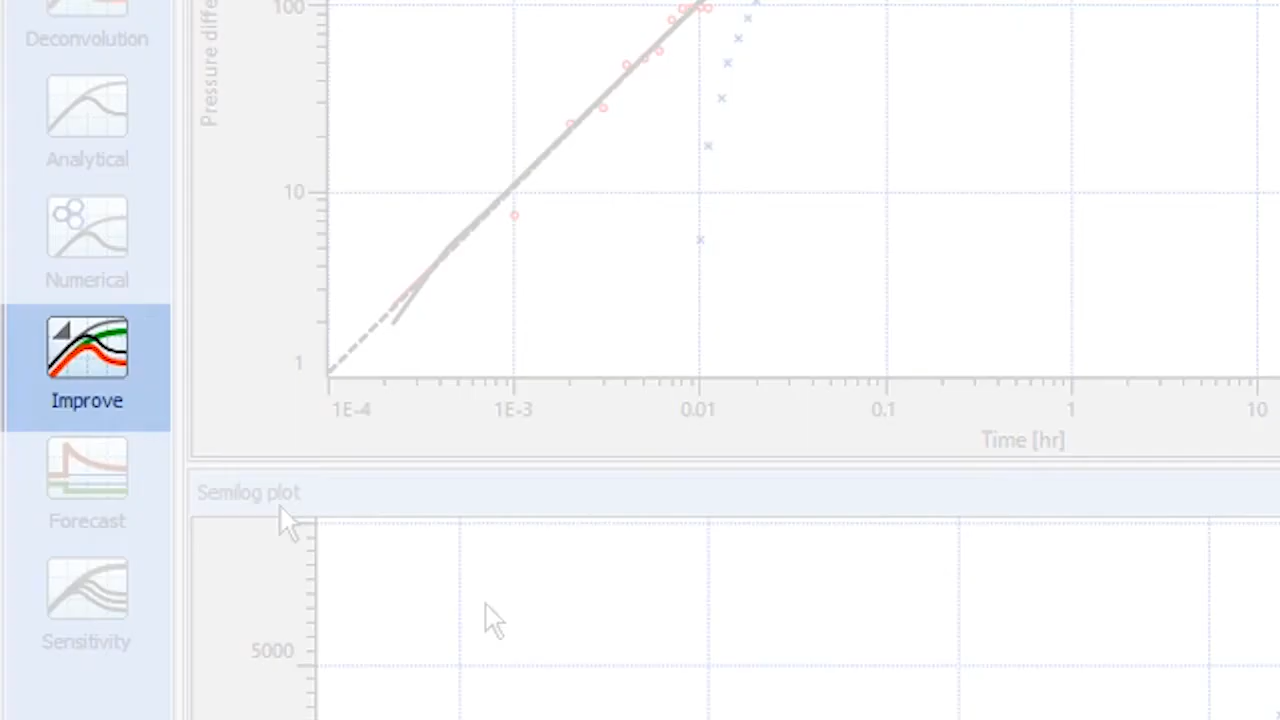 Deconvolution
Analytical
Numerical
Improve
Forecast
Sensitivity
Pressure diffe
100
10
1
1E-4 1E-3 0.01 0.1 1 10
Time [hr]
Semilog plot
5000